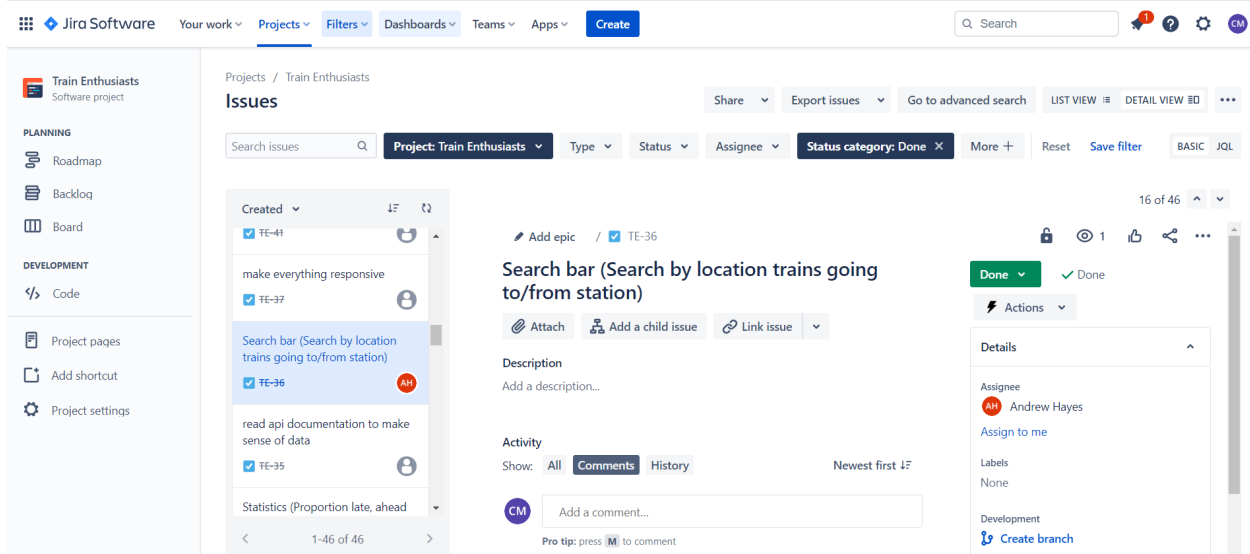 Jira Software Your work Projects Filters Dashboards Teams Apps Create Search 1 CM
Train Enthusiasts
Software project
PLANNING
Roadmap
Backlog
Board
DEVELOPMENT
Code
Project pages
Add shortcut
Project settings
Projects / Train Enthusiasts
Issues
Share Export issues Go to advanced search LIST VIEW DETAIL VIEW
Search issues Project: Train Enthusiasts Type Status Assignee Status category: Done More Reset Save filter BASIC JQL
16 of 46
Created
TE-41
make everything responsive
TE-37
Search bar (Search by location
trains going to/from station)
TE-36 AH
read api documentation to make
sense of data
TE-35
Statistics (Proportion late, ahead
1-46 of 46
Add epic / TE-36
1
Search bar (Search by location trains going
to/from station)
Attach Add a child issue Link issue
Description
Add a description...
Activity
Show: All Comments History Newest first
CM Add a comment...
Pro tip: press M to comment
Done Done
Actions
Details
Assignee
AH Andrew Hayes
Assign to me
Labels
None
Development
Create branch